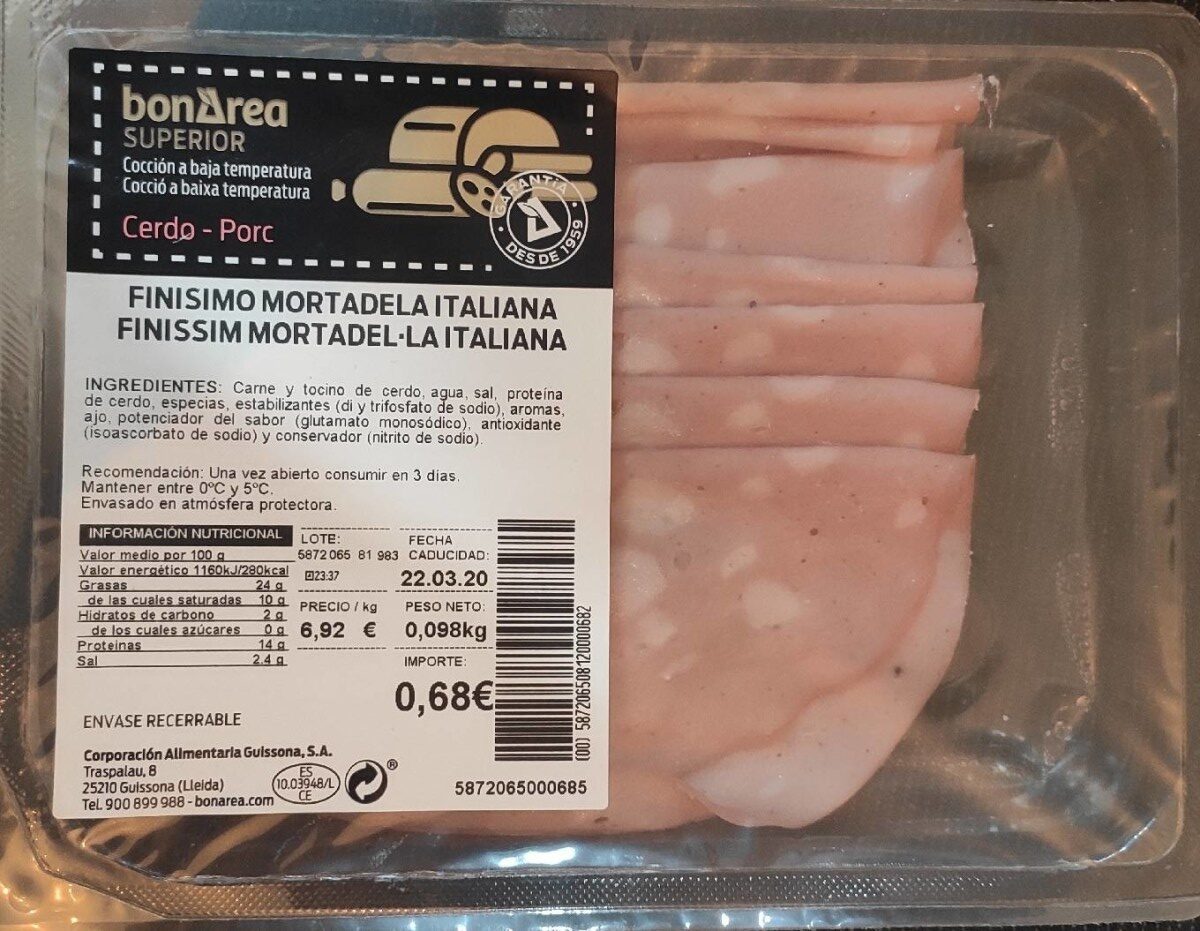 bonArea
SUPERIOR
Cocción a baja temperatura
Cocció a baixa temperatura
Cerdo - Porc
GARANTIA
DESDE 1959
FINISIMO MORTADELA ITALIANA
FINISSIM MORTADEL·LA ITALIANA
INGREDIENTES: Carne y tocino de cerdo, agua, sal, proteína
de cerdo, especias, estabilizantes (di y trifosfato de sodio), aromas,
ajo, potenciador del sabor (glutamato monosódico), antioxidante
(isoascorbato de sodio) y conservador (nitrito de sodio).
Recomendación: Una vez abierto consumir en 3 días.
Mantener entre 0ºC y 5ºC.
Envasado en atmósfera protectora.
INFORMACIÓN NUTRICIONAL
Valor medio por 100 g
Valor energético 1160kJ/280kcal
Grasas 24 g
de las cuales saturadas 10 g
Hidratos de carbono 2 g
de los cuales azúcares 0 g
Proteínas 14 g
Sal 2.4 g
LOTE:
5872 065 81 983
23:37
FECHA
CADUCIDAD:
22.03.20
PRECIO / kg
6,92 €
PESO NETO:
0,098kg
IMPORTE:
0,68€
(00) 58720650812000​0682
ENVASE RECERRABLE
Corporación Alimentaria Guissona, S.A.
Traspalau, 8
25210 Guissona (Lleida)
Tel. 900 899 988 - bonarea.com
ES
10.03948/L
CE
®
5872065000685